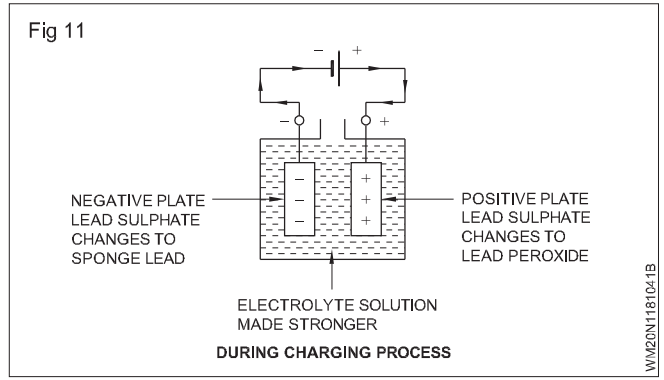 Fig 11
- +
- +
- +
- +
- +
NEGATIVE PLATE
LEAD SULPHATE
CHANGES TO
SPONGE LEAD
POSITIVE PLATE
LEAD SULPHATE
CHANGES TO
LEAD PEROXIDE
ELECTROLYTE SOLUTION
MADE STRONGER
DURING CHARGING PROCESS
WM20N1181041B